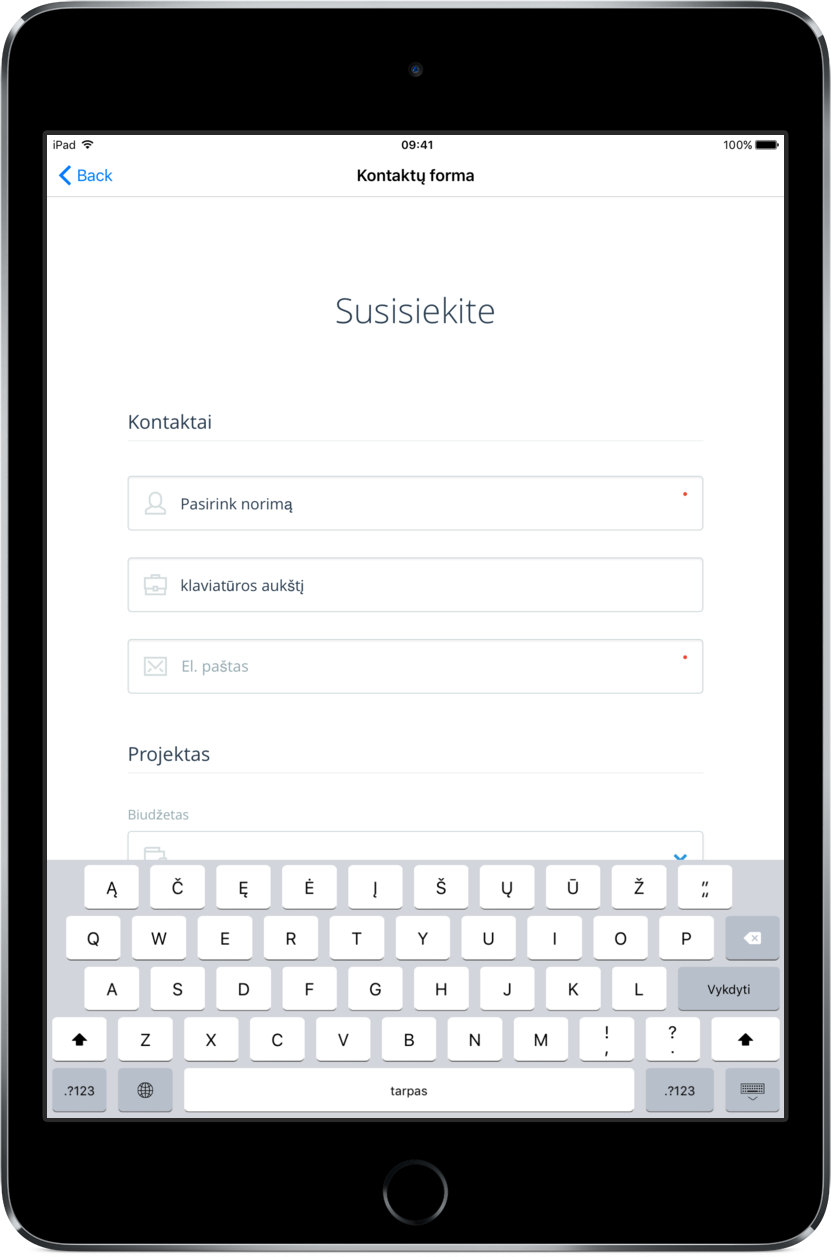 iPad 09:41 100%
Back Kontaktų forma
Susisiekite
Kontaktai
Pasirink norimą
klaviatūros aukštį
El. paštas
Projektas
Biudžetas
Ą Č Ę Ė Į Š Ų Ū Ž “ „
Q W E R T Y U I O P
A S D F G H J K L Vykdyti
Z X C V B N M ! , ? .
.?123 tarpas .?123